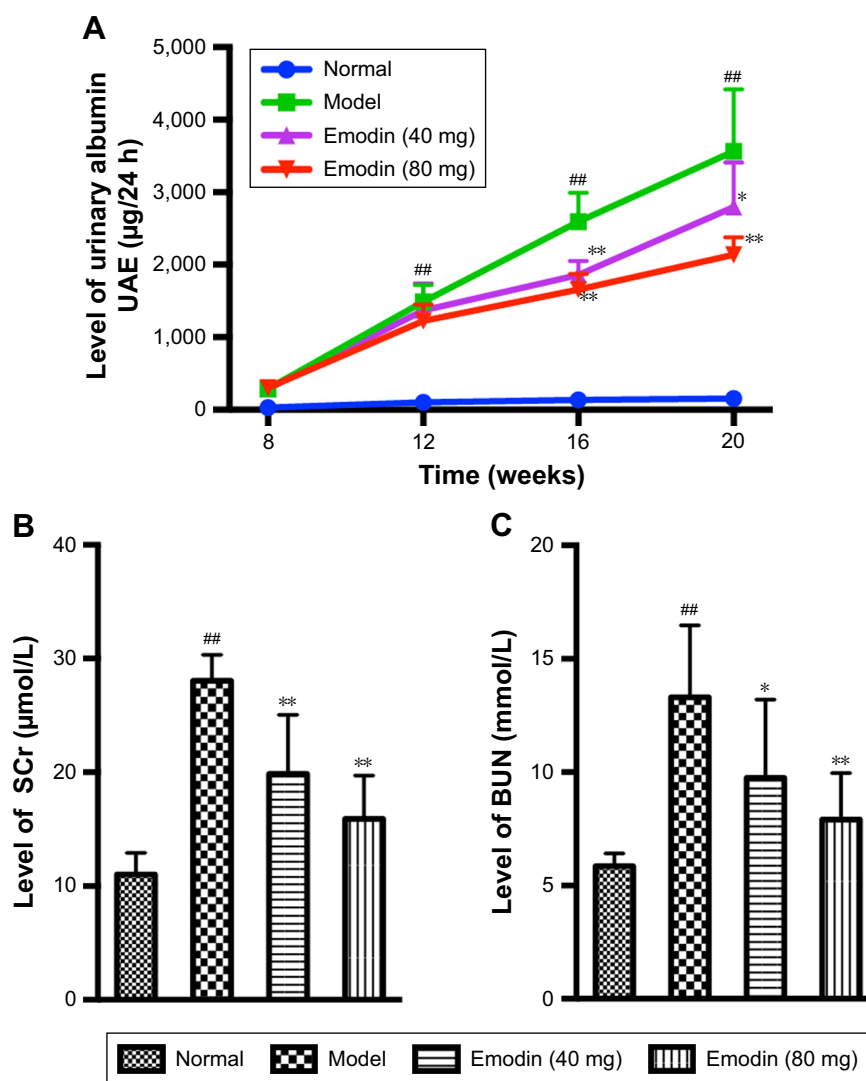 A
Level of urinary albumin
UAE (µg/24 h)
5,000
4,000
3,000
2,000
1,000
0
Normal
Model
Emodin (40 mg)
Emodin (80 mg)
##
##
##
**
**
*
**
8
12
16
20
Time (weeks)
B
Level of SCr (µmol/L)
40
30
20
10
0
##
**
**
C
Level of BUN (mmol/L)
20
15
10
5
0
##
*
**
Normal
Model
Emodin (40 mg)
Emodin (80 mg)